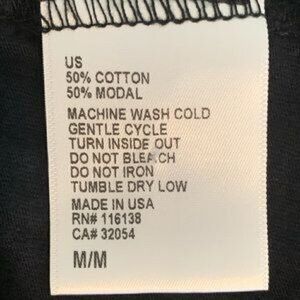 US
50% COTTON
50% MODAL
MACHINE WASH COLD
GENTLE CYCLE
TURN INSIDE OUT
DO NOT BLEACH
DO NOT IRON
TUMBLE DRY LOW
MADE IN USA
RN# 116138
CA# 32054
M/M